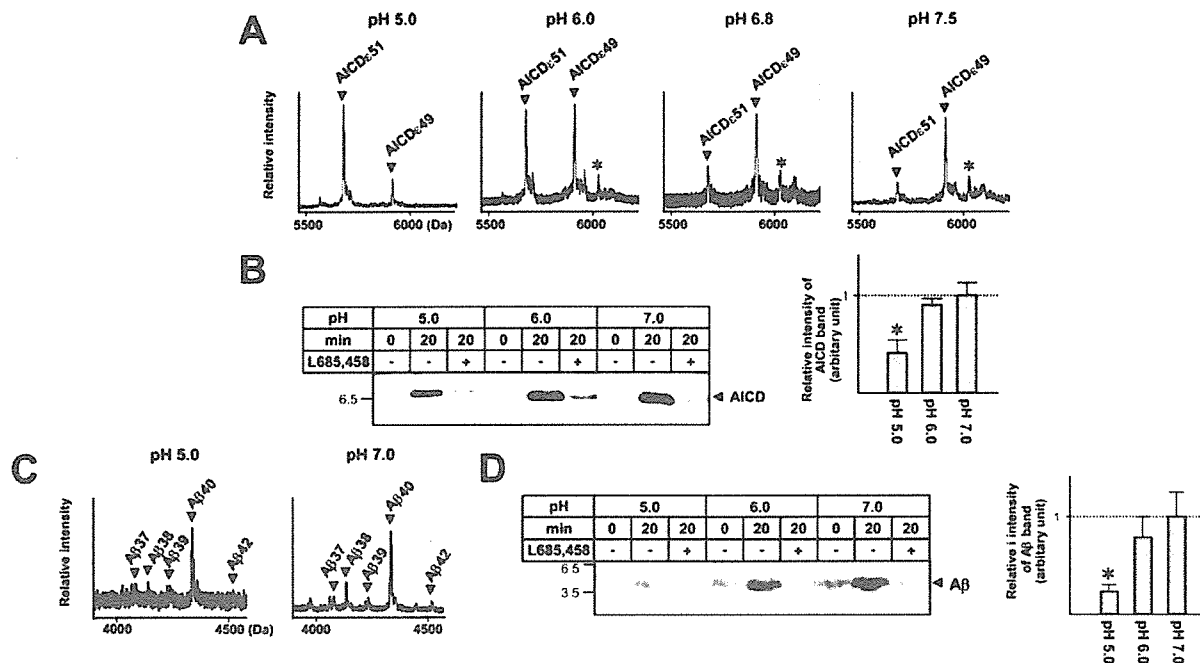 A
pH 5.0
pH 6.0
pH 6.8
pH 7.5
Relative intensity
AICDε51
AICDε49
AICDε51
AICDε49
*
AICDε51
AICDε49
*
AICDε51
AICDε49
*
5500 6000 (Da)
5500 6000
5500 6000
5500 6000
B
pH 5.0 6.0 7.0
min 0 20 20 0 20 20 0 20 20
L685,458 - - + - - + - - +
6.5
AICD
Relative intensity of AICD band (arbitary unit)
1
*
pH 5.0
pH 6.0
pH 7.0
C
pH 5.0
pH 7.0
Relative intensity
Aβ37
Aβ38
Aβ39
Aβ40
Aβ42
Aβ37
Aβ38
Aβ39
Aβ40
Aβ42
4000 4500 (Da)
4000 4500
D
pH 5.0 6.0 7.0
min 0 20 20 0 20 20 0 20 20
L685,458 - - + - - + - - +
6.5
3.5
Aβ
Relative i intensity of Aβ band (arbitary unit)
1
*
pH 5.0
pH 6.0
pH 7.0